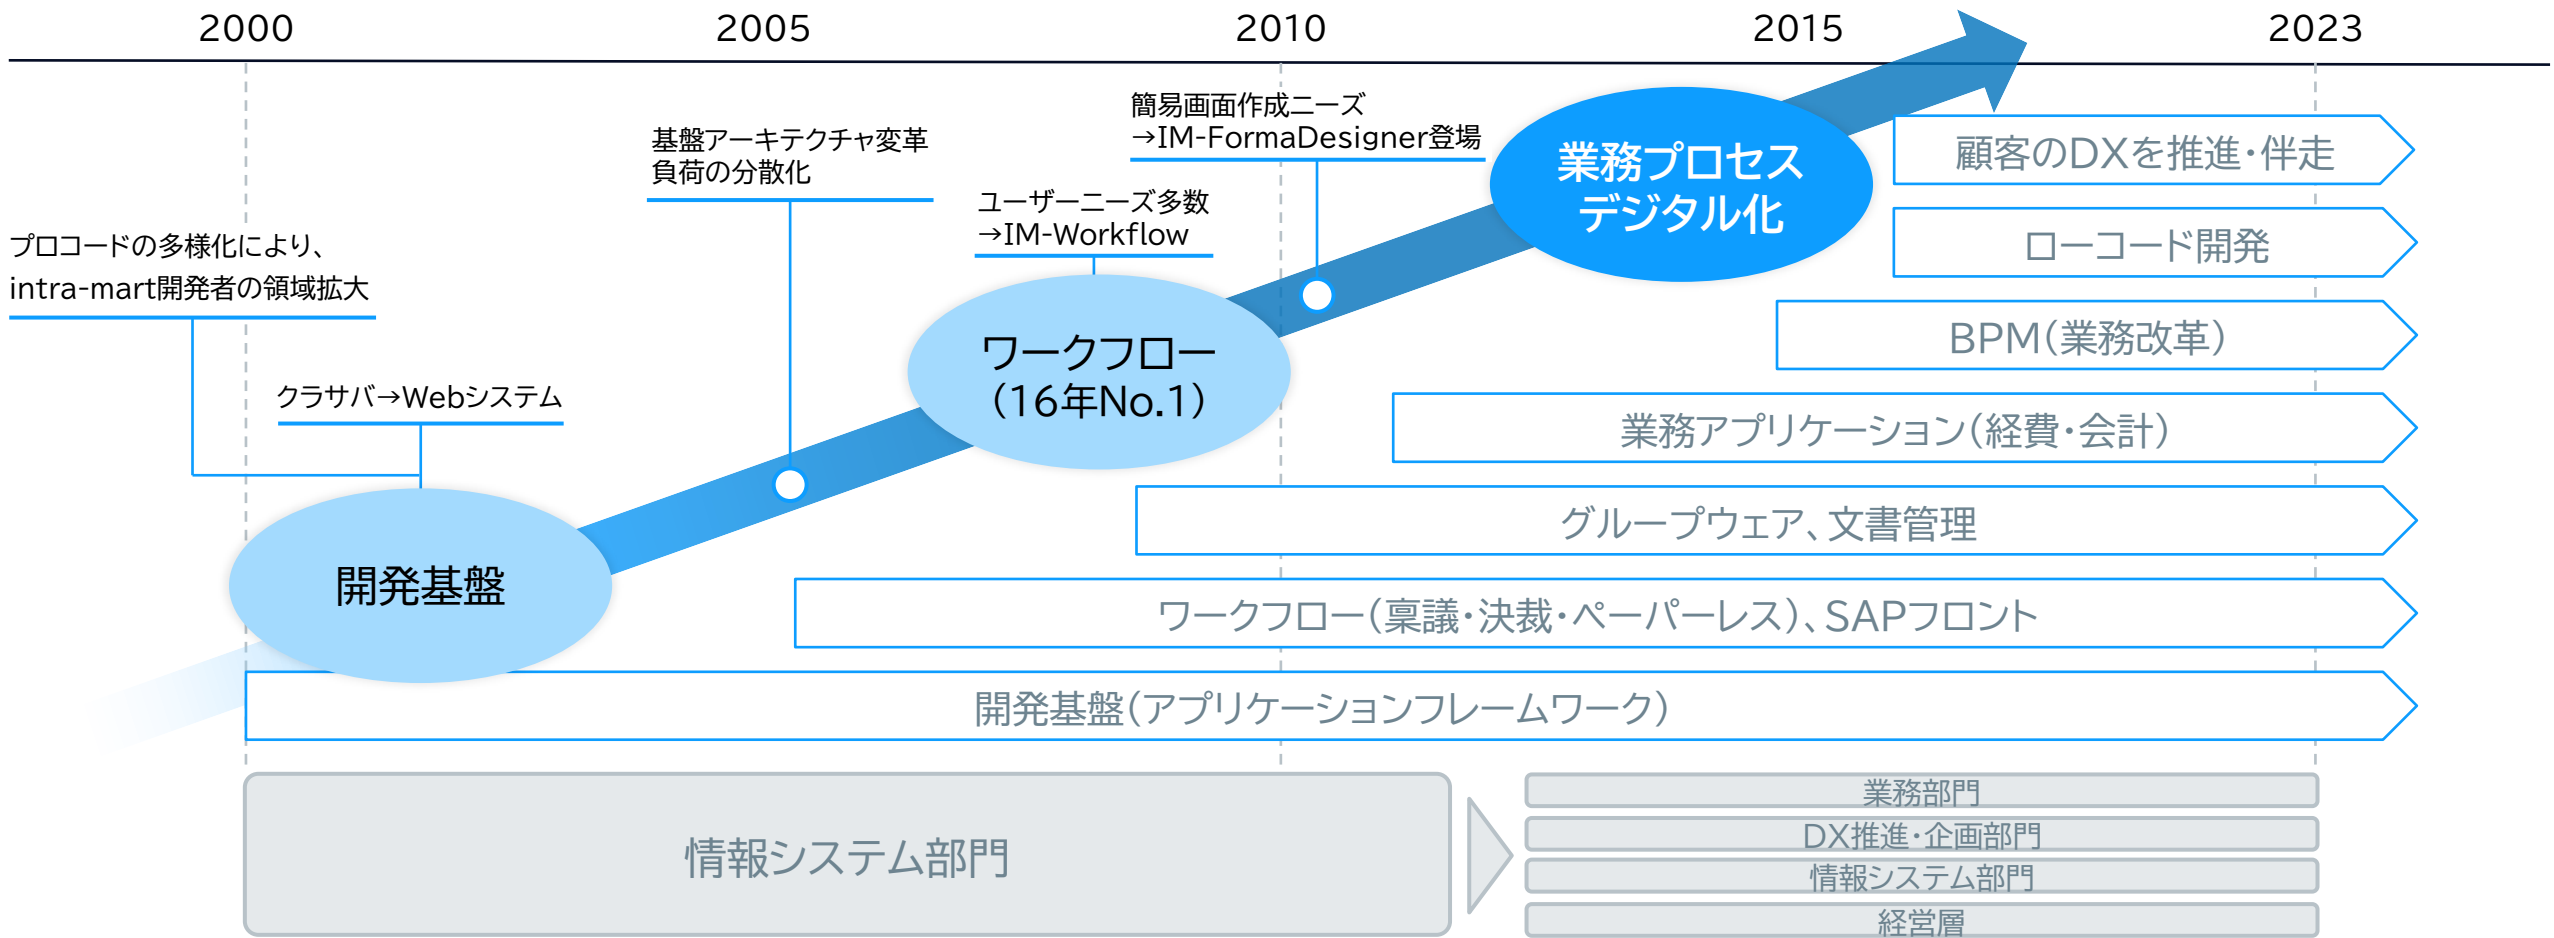 2000
2005
2010
2015
2023
プロコードの多様化により、
intra-mart開発者の領域拡大
クラサバ→Webシステム
基盤アーキテクチャ変革
負荷の分散化
ユーザーニーズ多数
→IM-Workflow
簡易画面作成ニーズ
→IM-FormaDesigner登場
開発基盤
ワークフロー
(16年No.1)
業務プロセス
デジタル化
顧客のDXを推進・伴走
ローコード開発
BPM(業務改革)
業務アプリケーション(経費・会計)
グループウェア、文書管理
ワークフロー(稟議・決裁・ペーパーレス)、SAPフロント
開発基盤(アプリケーションフレームワーク)
情報システム部門
業務部門
DX推進・企画部門
情報システム部門
経営層